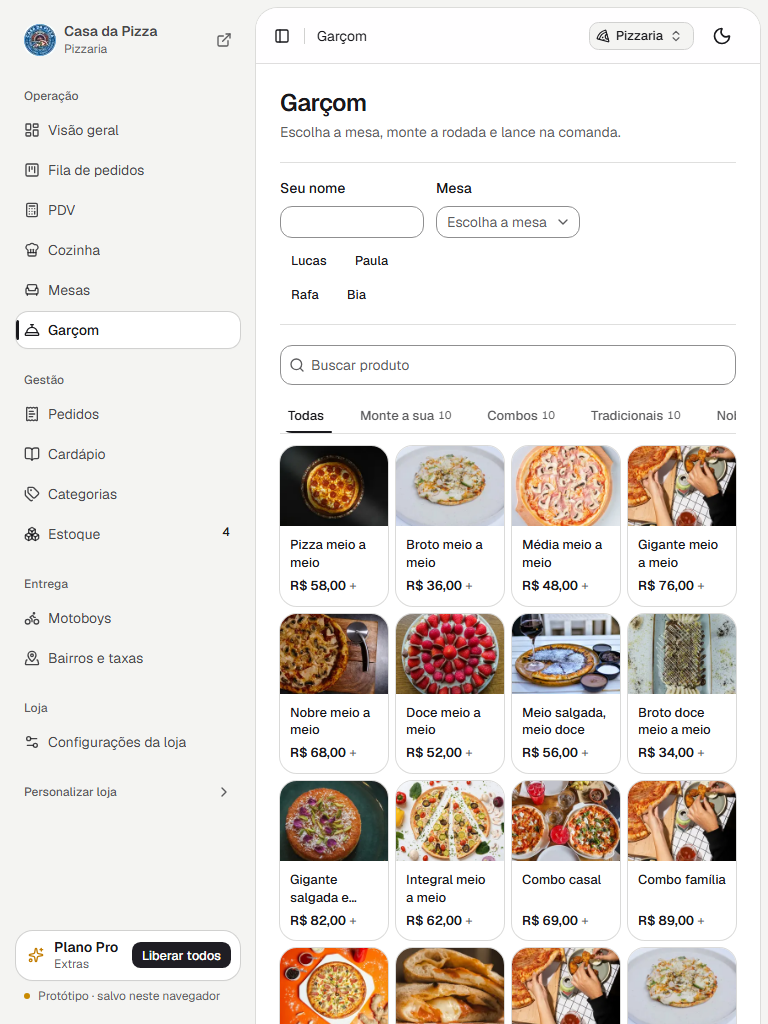 Casa da Pizza
Pizzaria
Operação
Visão geral
Fila de pedidos
PDV
Cozinha
Mesas
Garçom
Gestão
Pedidos
Cardápio
Categorias
Estoque 4
Entrega
Motoboys
Bairros e taxas
Loja
Configurações da loja
Personalizar loja
Plano Pro
Extras
Liberar todos
Protótipo · salvo neste navegador
Garçom
Pizzaria
Garçom
Escolha a mesa, monte a rodada e lance na comanda.
Seu nome Mesa
Escolha a mesa
Lucas Paula
Rafa Bia
Buscar produto
Todas Monte a sua 10 Combos 10 Tradicionais 10
Pizza meio a
meio
R$ 58,00 +
Broto meio a
meio
R$ 36,00 +
Média meio a
meio
R$ 48,00 +
Gigante meio
a meio
R$ 76,00 +
Nobre meio a
meio
R$ 68,00 +
Doce meio a
meio
R$ 52,00 +
Meio salgada,
meio doce
R$ 56,00 +
Broto doce
meio a meio
R$ 34,00 +
Gigante
salgada e…
R$ 82,00 +
Integral meio
a meio
R$ 62,00 +
Combo casal
R$ 69,00 +
Combo família
R$ 89,00 +